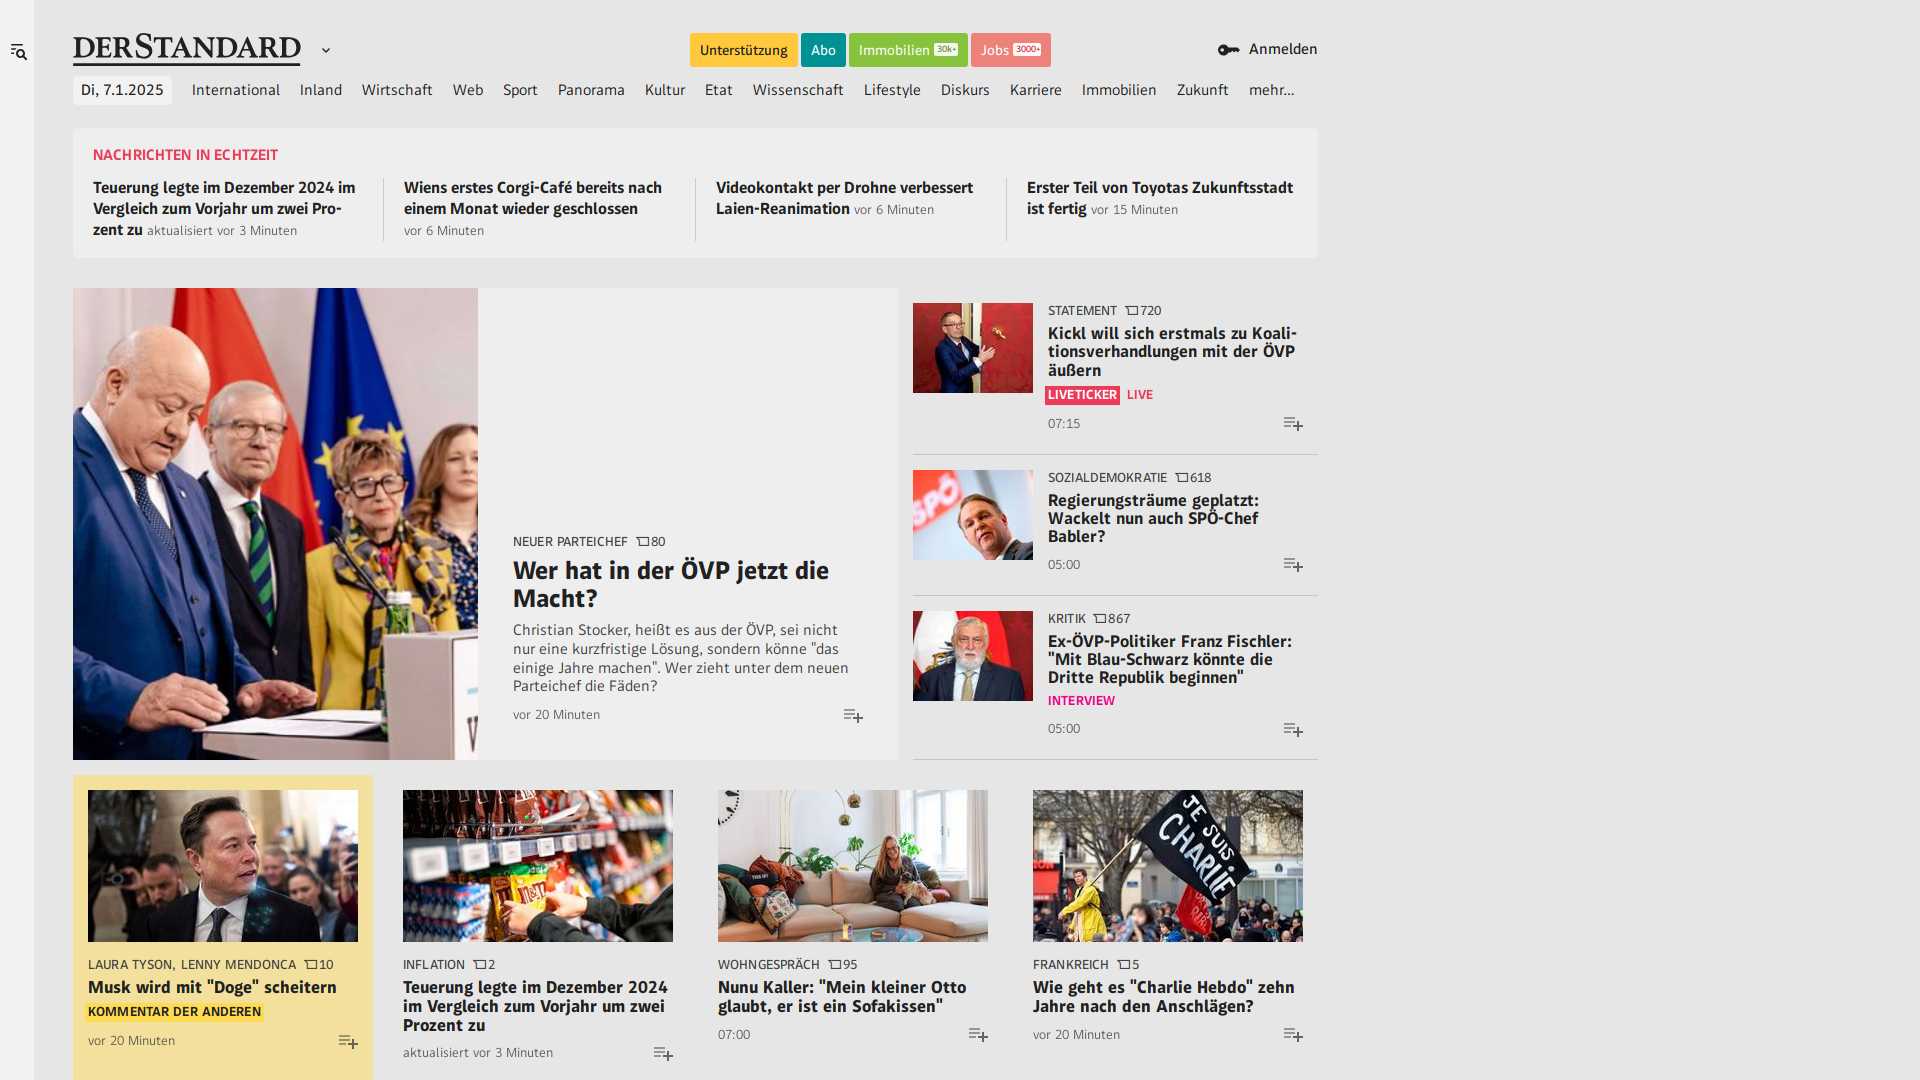 DERSTANDARD
Unterstützung
Abo
Immobilien 30k+
Jobs 3000+
Anmelden
Di, 7.1.2025
International
Inland
Wirtschaft
Web
Sport
Panorama
Kultur
Etat
Wissenschaft
Lifestyle
Diskurs
Karriere
Immobilien
Zukunft
mehr...
NACHRICHTEN IN ECHTZEIT
Teuerung legte im Dezember 2024 im
Vergleich zum Vorjahr um zwei Pro-
zent zu aktualisiert vor 3 Minuten
Wiens erstes Corgi-Café bereits nach
einem Monat wieder geschlossen
vor 6 Minuten
Videokontakt per Drohne verbessert
Laien-Reanimation vor 6 Minuten
Erster Teil von Toyotas Zukunftsstadt
ist fertig vor 15 Minuten
NEUER PARTEICHEF 80
Wer hat in der ÖVP jetzt die
Macht?
Christian Stocker, heißt es aus der ÖVP, sei nicht
nur eine kurzfristige Lösung, sondern könne "das
einige Jahre machen". Wer zieht unter dem neuen
Parteichef die Fäden?
vor 20 Minuten
STATEMENT 720
Kickl will sich erstmals zu Koali-
tionsverhandlungen mit der ÖVP
äußern
LIVETICKER LIVE
07:15
SPÖ
SOZIALDEMOKRATIE 618
Regierungsträume geplatzt:
Wackelt nun auch SPÖ-Chef
Babler?
05:00
KRITIK 867
Ex-ÖVP-Politiker Franz Fischler:
"Mit Blau-Schwarz könnte die
Dritte Republik beginnen"
INTERVIEW
05:00
LAURA TYSON, LENNY MENDONCA 10
Musk wird mit "Doge" scheitern
KOMMENTAR DER ANDEREN
vor 20 Minuten
INFLATION 2
Teuerung legte im Dezember 2024
im Vergleich zum Vorjahr um zwei
Prozent zu
aktualisiert vor 3 Minuten
WOHNGESPRÄCH 95
Nunu Kaller: "Mein kleiner Otto
glaubt, er ist ein Sofakissen"
07:00
JE SUIS
CHARLIE
FRANKREICH 5
Wie geht es "Charlie Hebdo" zehn
Jahre nach den Anschlägen?
vor 20 Minuten